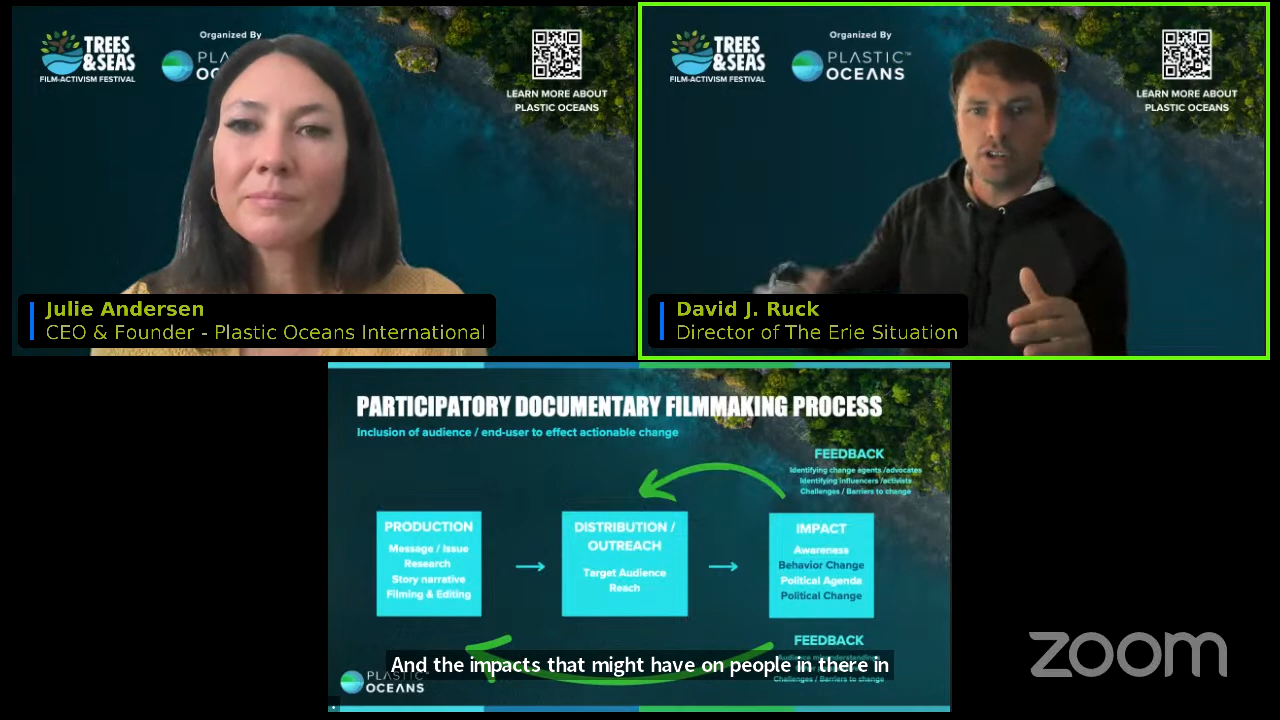 TREES
& SEAS
FILM-ACTIVISM FESTIVAL
Organized By
PLASTIC
OCEANS
LEARN MORE ABOUT
PLASTIC OCEANS
Julie Andersen
CEO & Founder - Plastic Oceans International
TREES
& SEAS
FILM-ACTIVISM FESTIVAL
Organized By
PLASTIC™
OCEANS
LEARN MORE ABOUT
PLASTIC OCEANS
David J. Ruck
Director of The Erie Situation
PARTICIPATORY DOCUMENTARY FILMMAKING PROCESS
Inclusion of audience / end-user to effect actionable change
FEEDBACK
Identifying change agents /advocates
Identifying influencers /activists
Challenges / Barriers to change
PRODUCTION
Message / Issue
Research
Story narrative
Filming & Editing
DISTRIBUTION /
OUTREACH
Target Audience
Reach
IMPACT
Awareness
Behavior Change
Political Agenda
Political Change
FEEDBACK
Challenges / Barriers to change
And the impacts that might have on people in there in
PLASTIC
OCEANS
zoom